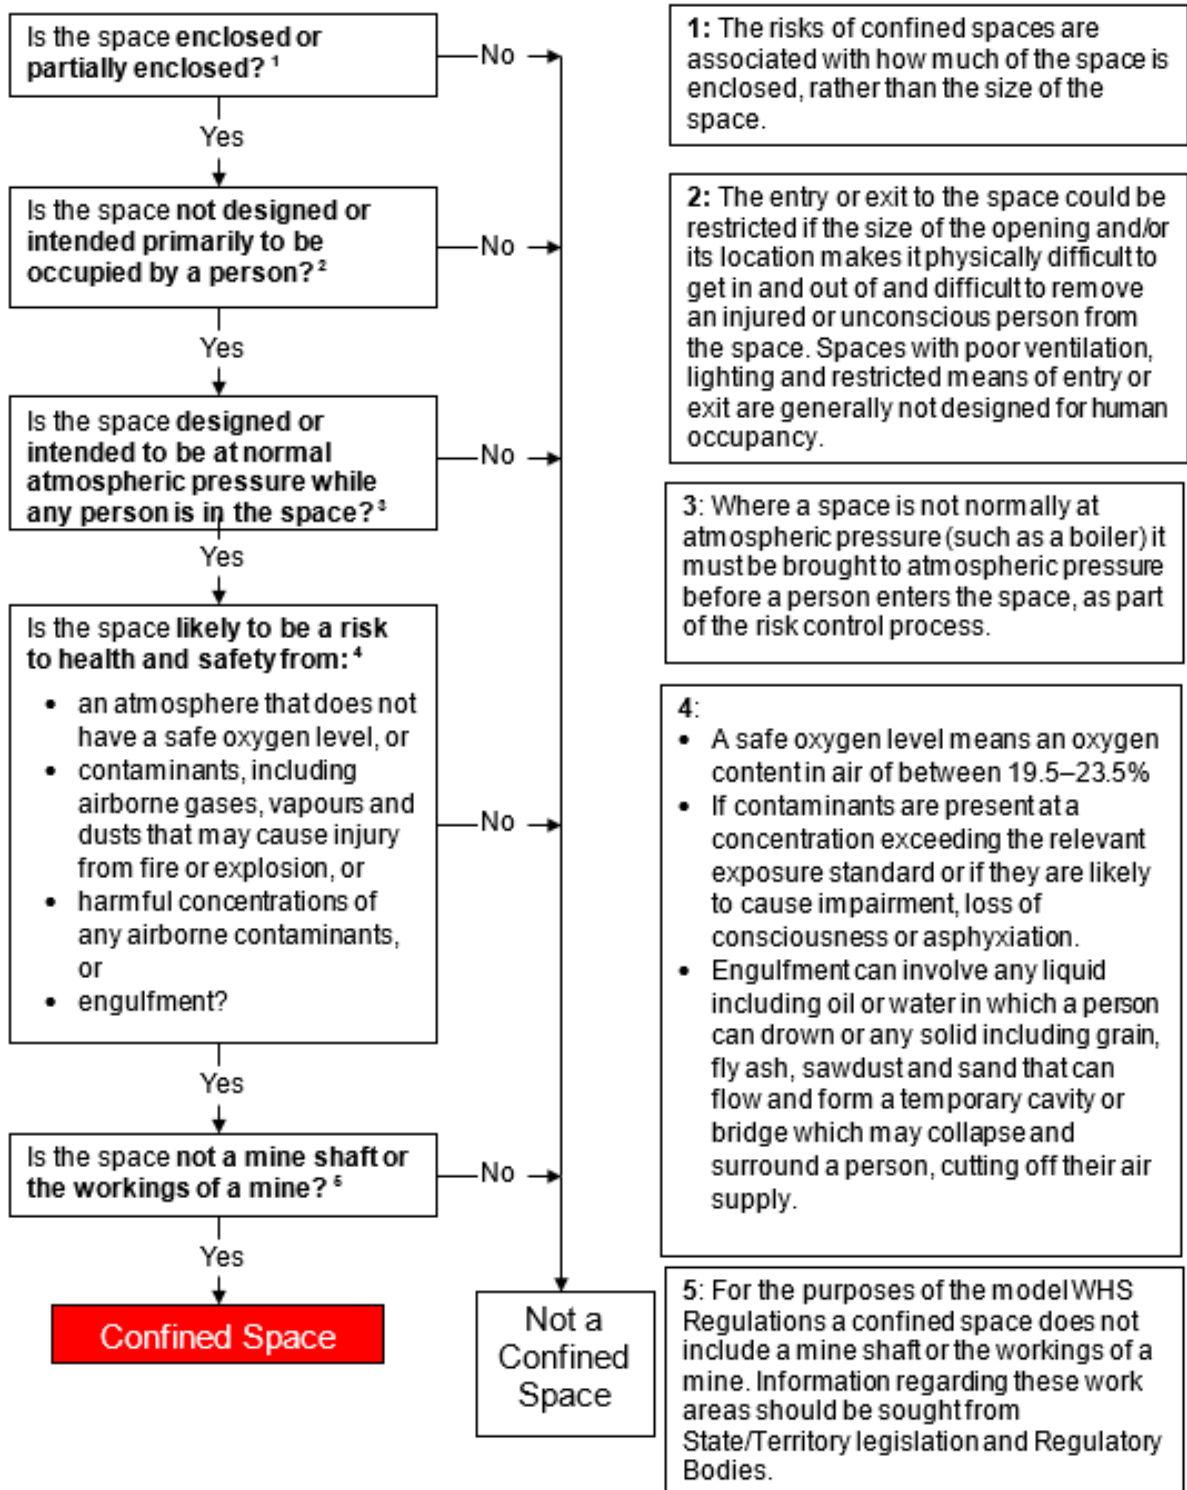 Is the space enclosed or
partially enclosed? 1
No
Yes
Is the space not designed or
intended primarily to be
occupied by a person? 2
No
Yes
Is the space designed or
intended to be at normal
atmospheric pressure while
any person is in the space? 3
No
Yes
Is the space likely to be a risk
to health and safety from: 4
• an atmosphere that does not
have a safe oxygen level, or
• contaminants, including
airborne gases, vapours and
dusts that may cause injury
from fire or explosion, or
• harmful concentrations of
any airborne contaminants,
or
• engulfment?
No
Yes
Is the space not a mine shaft or
the workings of a mine? 5
No
Yes
Confined Space
Not a
Confined
Space
1: The risks of confined spaces are
associated with how much of the space is
enclosed, rather than the size of the
space.
2: The entry or exit to the space could be
restricted if the size of the opening and/or
its location makes it physically difficult to
get in and out of and difficult to remove
an injured or unconscious person from
the space. Spaces with poor ventilation,
lighting and restricted means of entry or
exit are generally not designed for human
occupancy.
3: Where a space is not normally at
atmospheric pressure (such as a boiler) it
must be brought to atmospheric pressure
before a person enters the space, as part
of the risk control process.
4:
• A safe oxygen level means an oxygen
content in air of between 19.5–23.5%
• If contaminants are present at a
concentration exceeding the relevant
exposure standard or if they are likely
to cause impairment, loss of
consciousness or asphyxiation.
• Engulfment can involve any liquid
including oil or water in which a person
can drown or any solid including grain,
fly ash, sawdust and sand that can
flow and form a temporary cavity or
bridge which may collapse and
surround a person, cutting off their air
supply.
5: For the purposes of the model WHS
Regulations a confined space does not
include a mine shaft or the workings of a
mine. Information regarding these work
areas should be sought from
State/Territory legislation and Regulatory
Bodies.